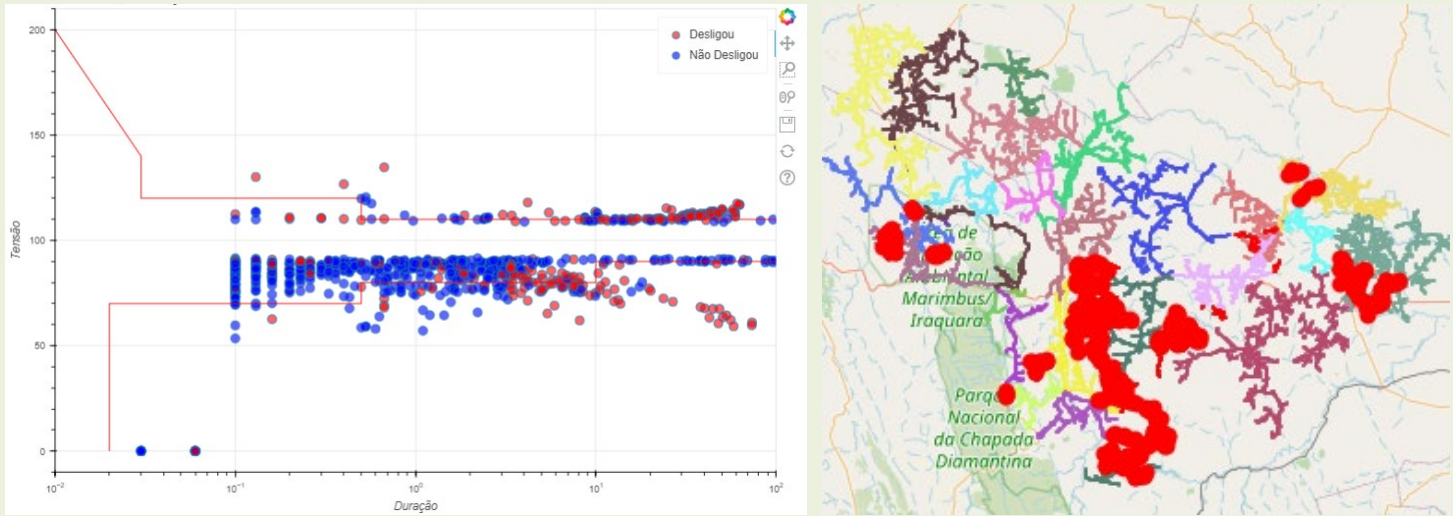 200
150
100
50
0
Tensão
10⁻²
10⁻¹
10⁰
10¹
10²
Duração
Desligou
Não Desligou
de
Marimbus/
Iraquara
Nacional
da Chapada
Diamantina